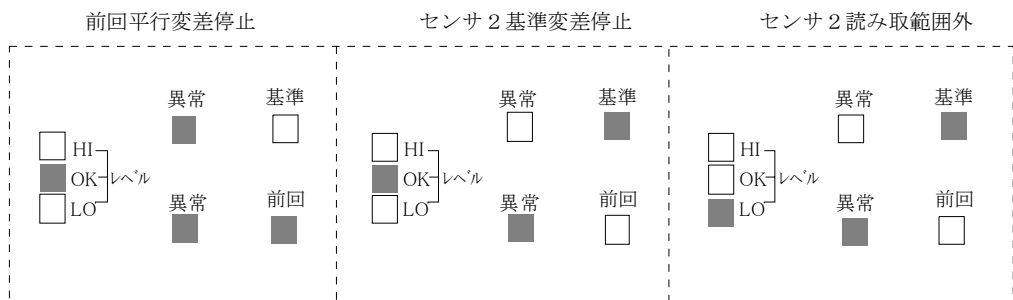 前回平行変差停止
センサ２基準変差停止
センサ２読み取範囲外
異常 基準
HI
OK レベル
LO
異常 前回
異常 基準
HI
OK レベル
LO
異常 前回
異常 基準
HI
OK レベル
LO
異常 前回